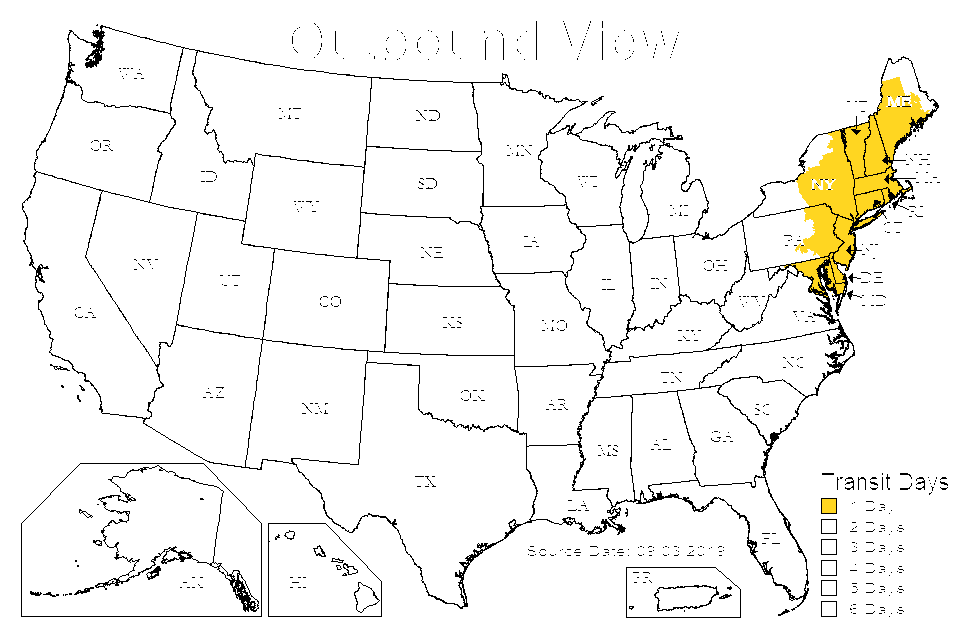 Outbound View
WA
MT
ND
MN
ME
OR
ID
SD
WI
NH
WY
MI
NY
RI
CT
NV
UT
NE
IA
PA
NJ
OH
DE
CO
IL
IN
WV
MD
CA
KS
MO
KY
VA
AZ
NM
OK
AR
TN
NC
SC
MS
AL
GA
TX
LA
FL
Transit Days
1 Day
2 Days
3 Days
4 Days
5 Days
6 Days
Source Date: 09.03.2019
AK
HI
PR